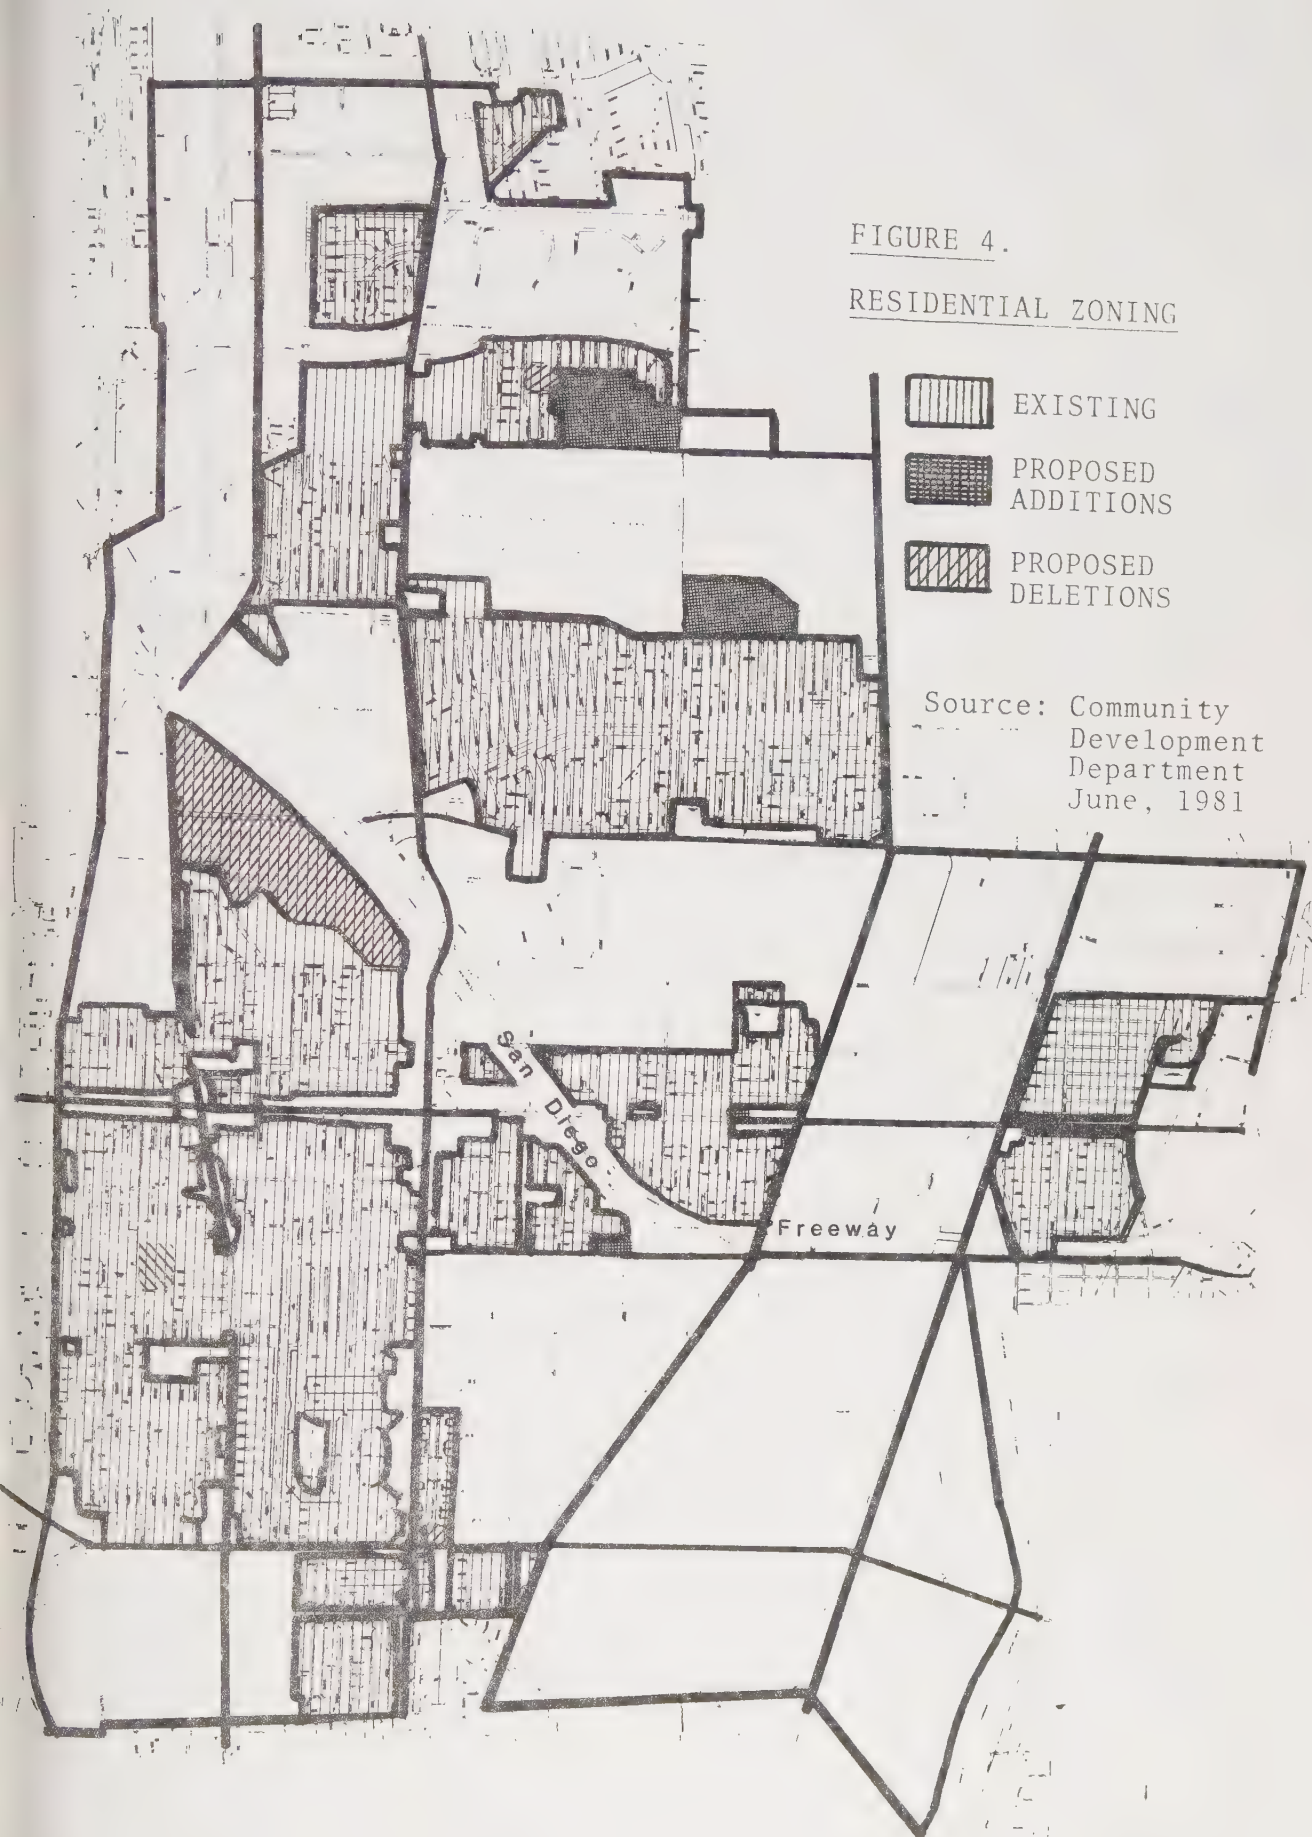 FIGURE 4.
RESIDENTIAL ZONING
EXISTING
PROPOSED
ADDITIONS
PROPOSED
DELETIONS
Source: Community
Development
Department
June, 1981
San Diego
Freeway